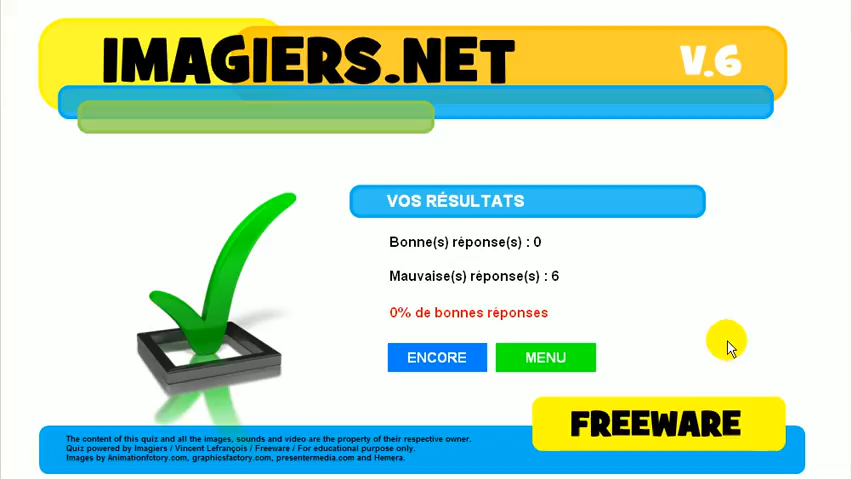 IMAGIERS.NET
V.6
VOS RÉSULTATS
Bonne(s) réponse(s) : 0
Mauvaise(s) réponse(s) : 6
0% de bonnes réponses
ENCORE
MENU
FREEWARE
The content of this quiz and all the images, sounds and video are the property of their respective owner.
Quiz powered by Imagiers / Vincent Lefrançois / Freeware / For educational purpose only.
Images by Animationfctory.com, graphicsfactory.com, presentermedia.com and Hemera.